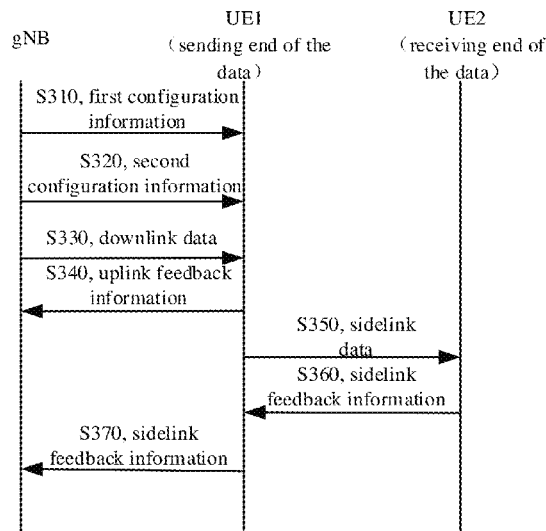 gNB
UE1
(sending end of the
data)
UE2
(receiving end of
the data)
S310, first configuration
information
S320, second
configuration information
S330, downlink data
S340, uplink feedback
information
S350, sidelink
data
S360, sidelink
feedback information
S370, sidelink
feedback information